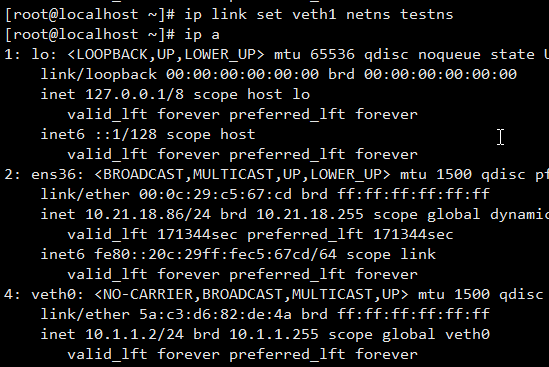 [root@localhost ~]# ip link set veth1 netns testns
[root@localhost ~]# ip a
1: lo: <LOOPBACK,UP,LOWER_UP> mtu 65536 qdisc noqueue state U
    link/loopback 00:00:00:00:00:00 brd 00:00:00:00:00:00
    inet 127.0.0.1/8 scope host lo
       valid_lft forever preferred_lft forever
    inet6 ::1/128 scope host
       valid_lft forever preferred_lft forever
2: ens36: <BROADCAST,MULTICAST,UP,LOWER_UP> mtu 1500 qdisc pf
    link/ether 00:0c:29:c5:67:cd brd ff:ff:ff:ff:ff:ff
    inet 10.21.18.86/24 brd 10.21.18.255 scope global dynamic
       valid_lft 171344sec preferred_lft 171344sec
    inet6 fe80::20c:29ff:fec5:67cd/64 scope link
       valid_lft forever preferred_lft forever
4: veth0: <NO-CARRIER,BROADCAST,MULTICAST,UP> mtu 1500 qdisc
    link/ether 5a:c3:d6:82:de:4a brd ff:ff:ff:ff:ff:ff
    inet 10.1.1.2/24 brd 10.1.1.255 scope global veth0
       valid_lft forever preferred_lft forever